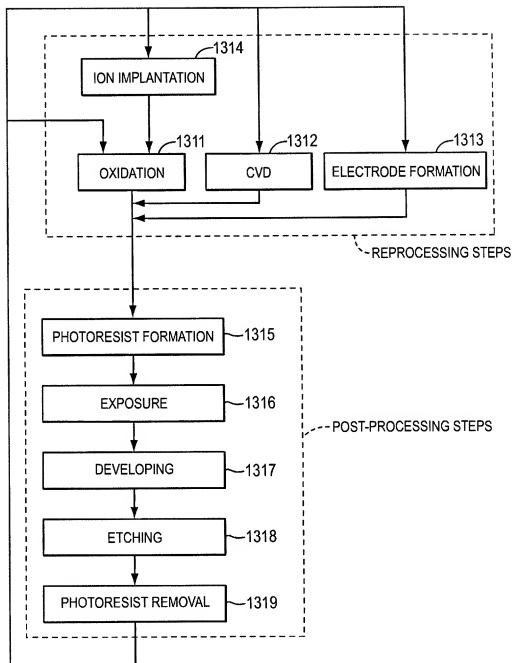 1314
ION IMPLANTATION
1311
1312
1313
OXIDATION
CVD
ELECTRODE FORMATION
REPROCESSING STEPS
PHOTORESIST FORMATION
1315
EXPOSURE
1316
POST-PROCESSING STEPS
DEVELOPING
1317
ETCHING
1318
PHOTORESIST REMOVAL
1319